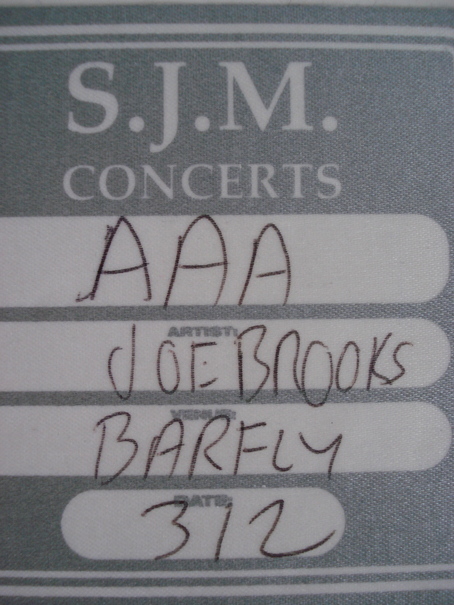 S.J.M.
CONCERTS
AAA
ARTIST:
JOE BROOKS
VENUE:
BARFLY
DATE:
312